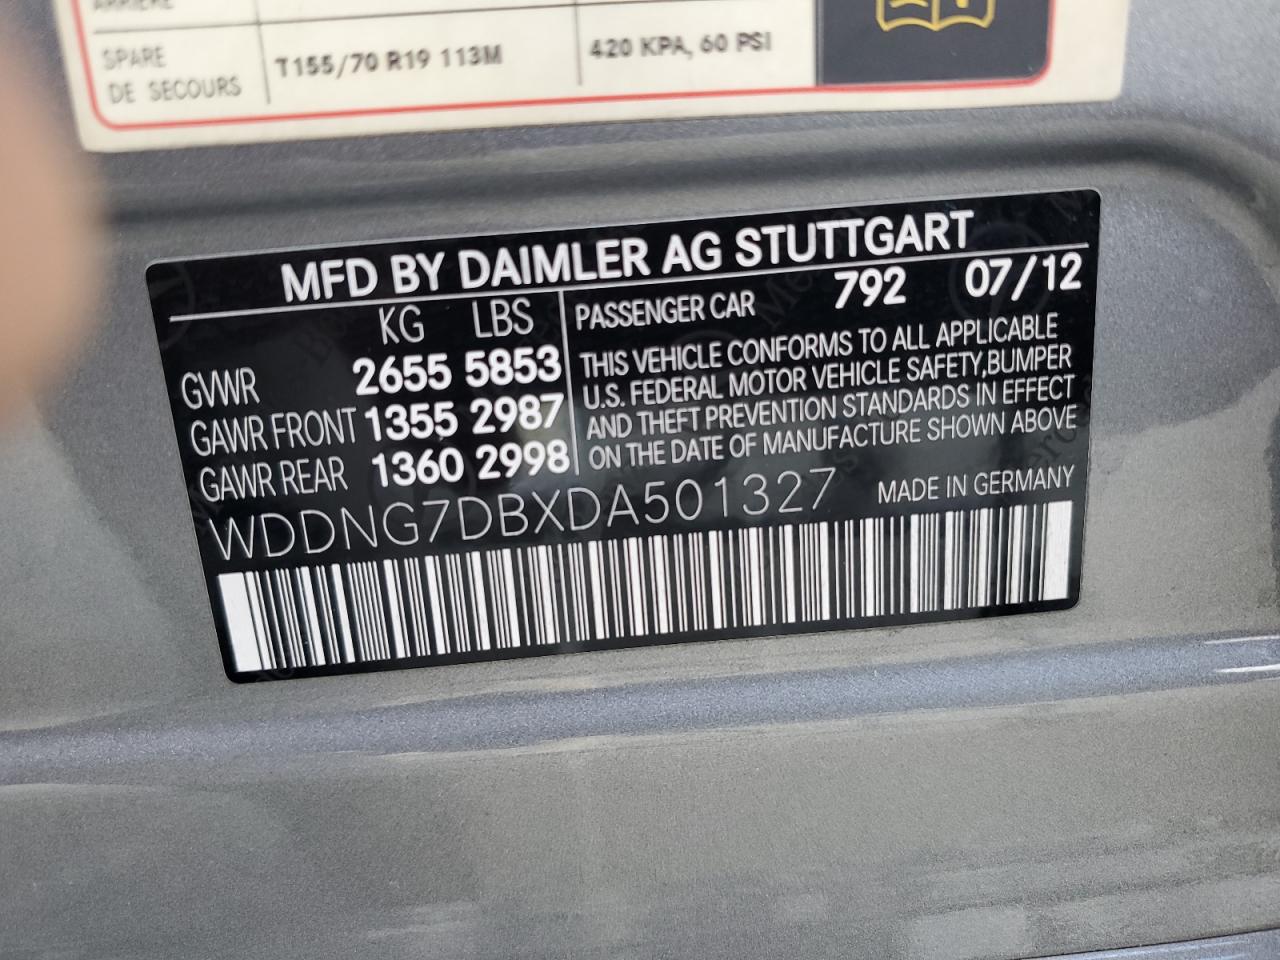 SPARE
DE SECOURS
T155/70 R19 113M
420 KPA, 60 PSI
MFD BY DAIMLER AG STUTTGART
KG LBS
GVWR 2655 5853
GAWR FRONT 1355 2987
GAWR REAR 1360 2998
PASSENGER CAR 792 07/12
THIS VEHICLE CONFORMS TO ALL APPLICABLE
U.S. FEDERAL MOTOR VEHICLE SAFETY,BUMPER
AND THEFT PREVENTION STANDARDS IN EFFECT
ON THE DATE OF MANUFACTURE SHOWN ABOVE
WDDNG7DBXDA501327
MADE IN GERMANY